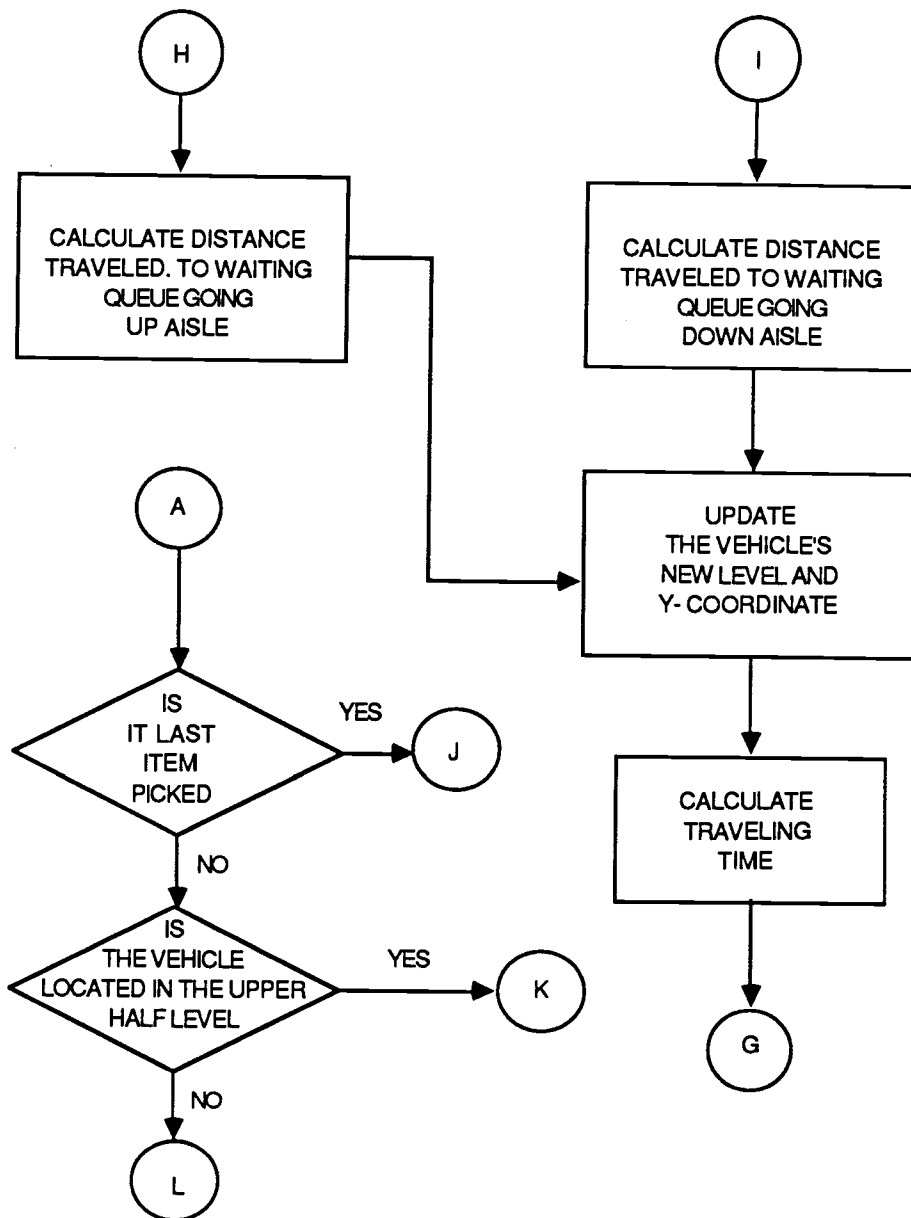 H
CALCULATE DISTANCE
TRAVELED. TO WAITING
QUEUE GOING
UP AISLE
I
CALCULATE DISTANCE
TRAVELED TO WAITING
QUEUE GOING
DOWN AISLE
UPDATE
THE VEHICLE'S
NEW LEVEL AND
Y- COORDINATE
CALCULATE
TRAVELING
TIME
G
A
IS
IT LAST
ITEM
PICKED
YES
J
NO
IS
THE VEHICLE
LOCATED IN THE UPPER
HALF LEVEL
YES
K
NO
L